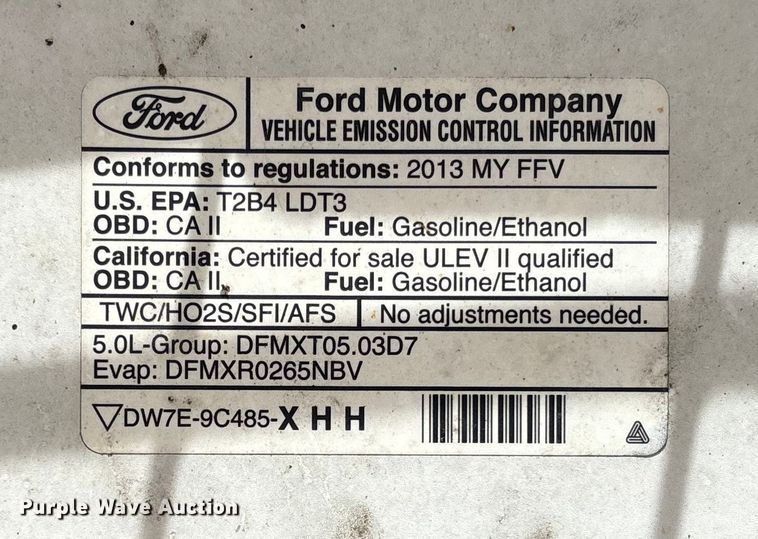 Ford
Ford Motor Company
VEHICLE EMISSION CONTROL INFORMATION
Conforms to regulations: 2013 MY FFV
U.S. EPA: T2B4 LDT3
OBD: CA II Fuel: Gasoline/Ethanol
California: Certified for sale ULEV II qualified
OBD: CA II Fuel: Gasoline/Ethanol
TWC/HO2S/SFI/AFS No adjustments needed.
5.0L-Group: DFMXT05.03D7
Evap: DFMXR0265NBV
DW7E-9C485-X H H
Purple Wave Auction